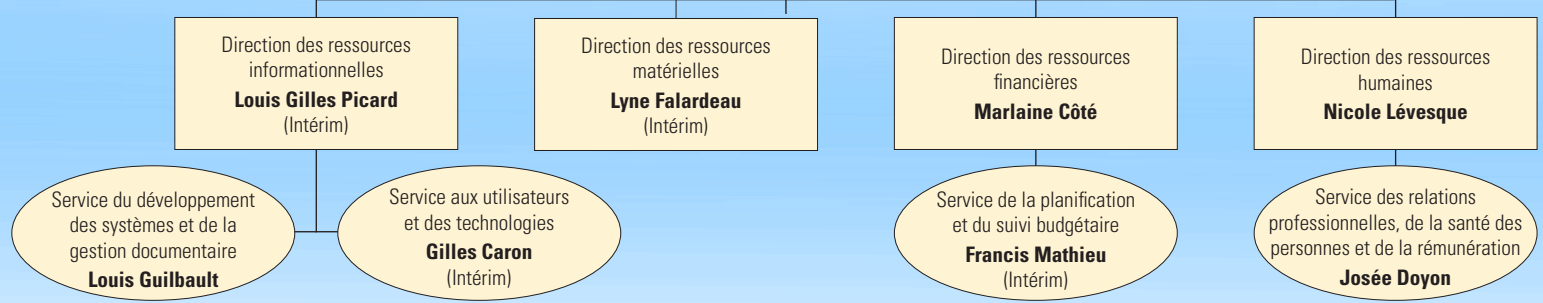 Direction des ressources
informationnelles
Louis Gilles Picard
(Intérim)
Direction des ressources
matérielles
Lyne Falardeau
(Intérim)
Direction des ressources
financières
Marlaine Côté
Direction des ressources
humaines
Nicole Lévesque
Service du développement
des systèmes et de la
gestion documentaire
Louis Guilbault
Service aux utilisateurs
et des technologies
Gilles Caron
(Intérim)
Service de la planification
et du suivi budgétaire
Francis Mathieu
(Intérim)
Service des relations
professionnelles, de la santé des
personnes et de la rémunération
Josée Doyon